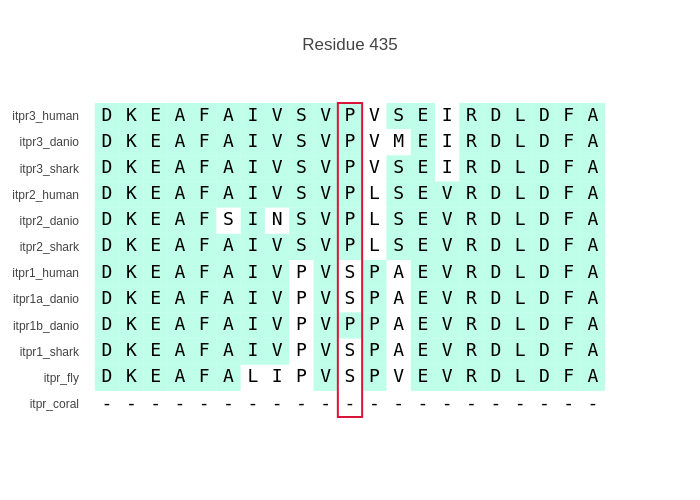 Residue 435
itpr3_human D K E A F A I V S V P V S E I R D L D F A
itpr3_danio D K E A F A I V S V P V M E I R D L D F A
itpr3_shark D K E A F A I V S V P V S E I R D L D F A
itpr2_human D K E A F A I V S V P L S E V R D L D F A
itpr2_danio D K E A F S I N S V P L S E V R D L D F A
itpr2_shark D K E A F A I V S V P L S E V R D L D F A
itpr1_human D K E A F A I V P V S P A E V R D L D F A
itpr1a_danio D K E A F A I V P V S P A E V R D L D F A
itpr1b_danio D K E A F A I V P V P P A E V R D L D F A
itpr1_shark D K E A F A I V P V S P A E V R D L D F A
itpr_fly D K E A F A L I P V S P V E V R D L D F A
itpr_coral - - - - - - - - - - - - - - - - - - - - -